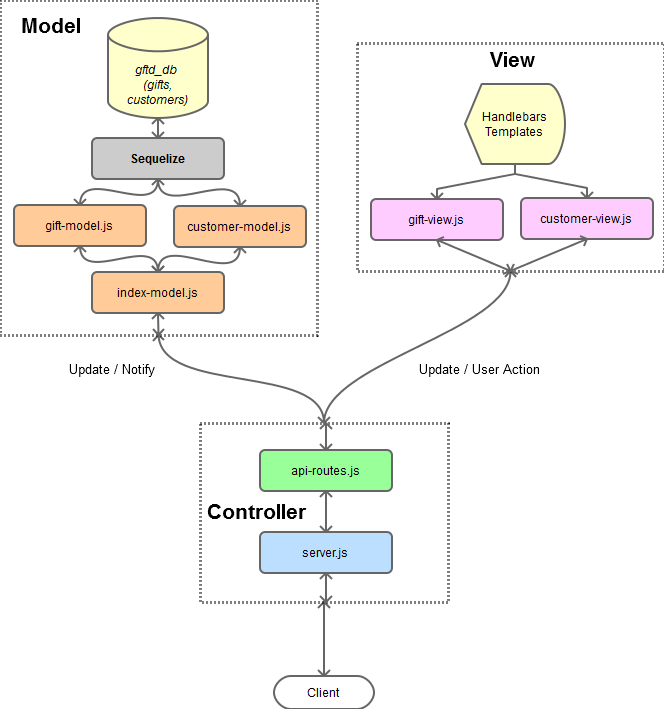 Model
gftd_db
(gifts,
customers)
Sequelize
gift-model.js
customer-model.js
index-model.js
View
Handlebars
Templates
gift-view.js
customer-view.js
Update / Notify
Update / User Action
api-routes.js
Controller
server.js
Client